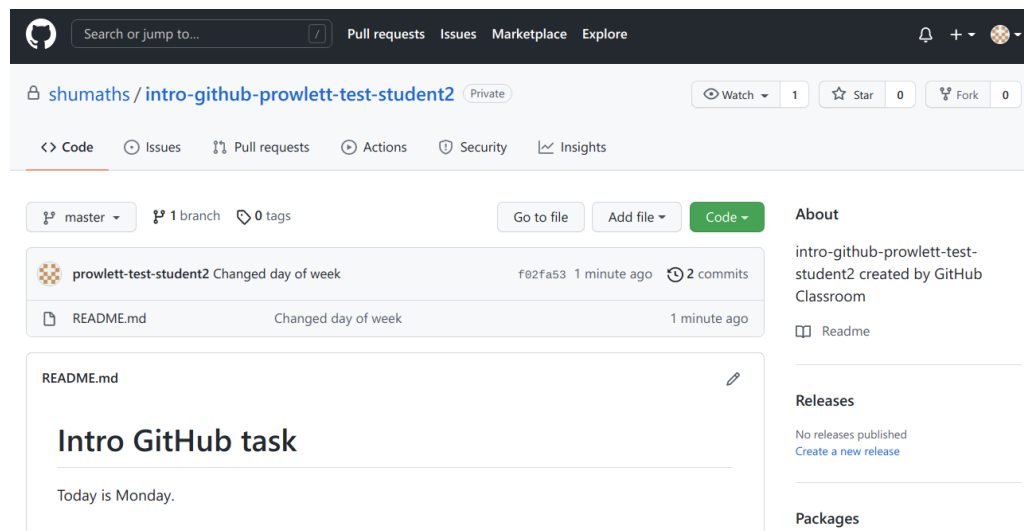 Search or jump to... /
Pull requests Issues Marketplace Explore
shumaths / intro-github-prowlett-test-student2 Private
Watch 1 Star 0 Fork 0
Code Issues Pull requests Actions Security Insights
master 1 branch 0 tags
Go to file Add file Code
prowlett-test-student2 Changed day of week f02fa53 1 minute ago 2 commits
README.md Changed day of week 1 minute ago
README.md
Intro GitHub task
Today is Monday.
About
intro-github-prowlett-test-
student2 created by GitHub
Classroom
Readme
Releases
No releases published
Create a new release
Packages